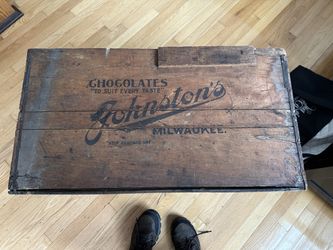 CHOCOLATES
"TO SUIT EVERY TASTE"
Johnston's
MILWAUKEE.